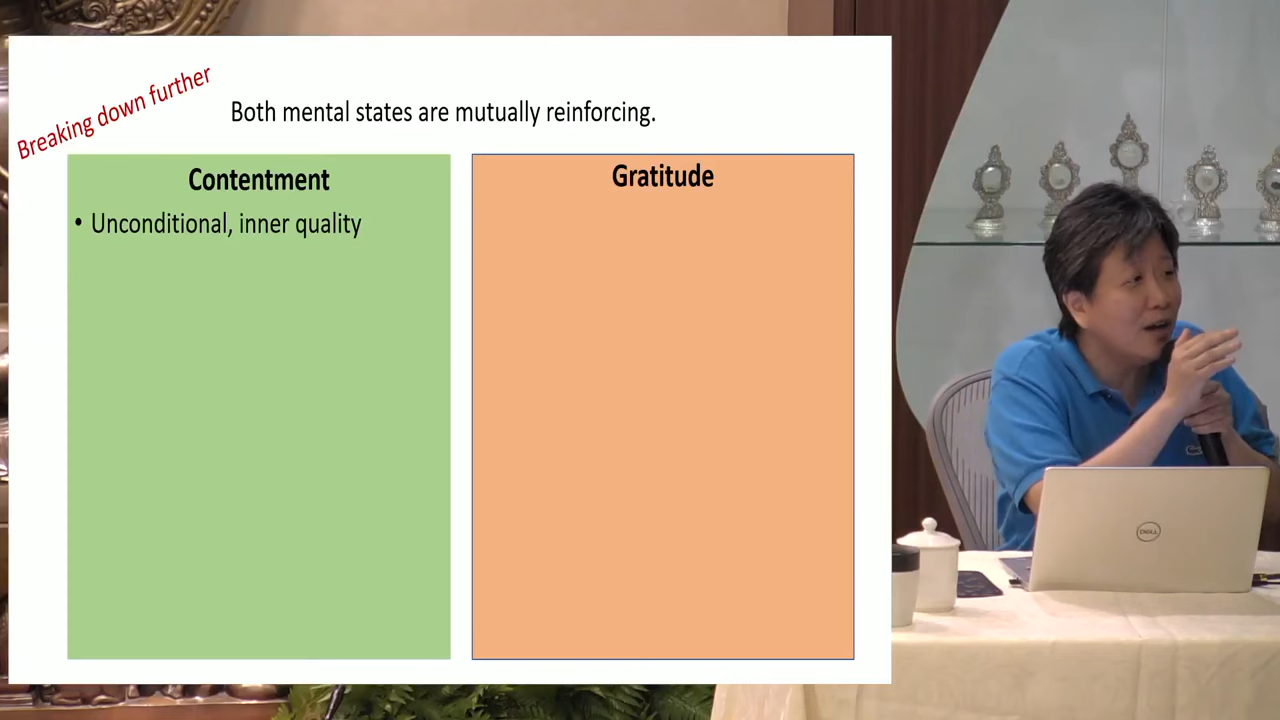 Breaking down further
Both mental states are mutually reinforcing.
Contentment
• Unconditional, inner quality
Gratitude
DELL